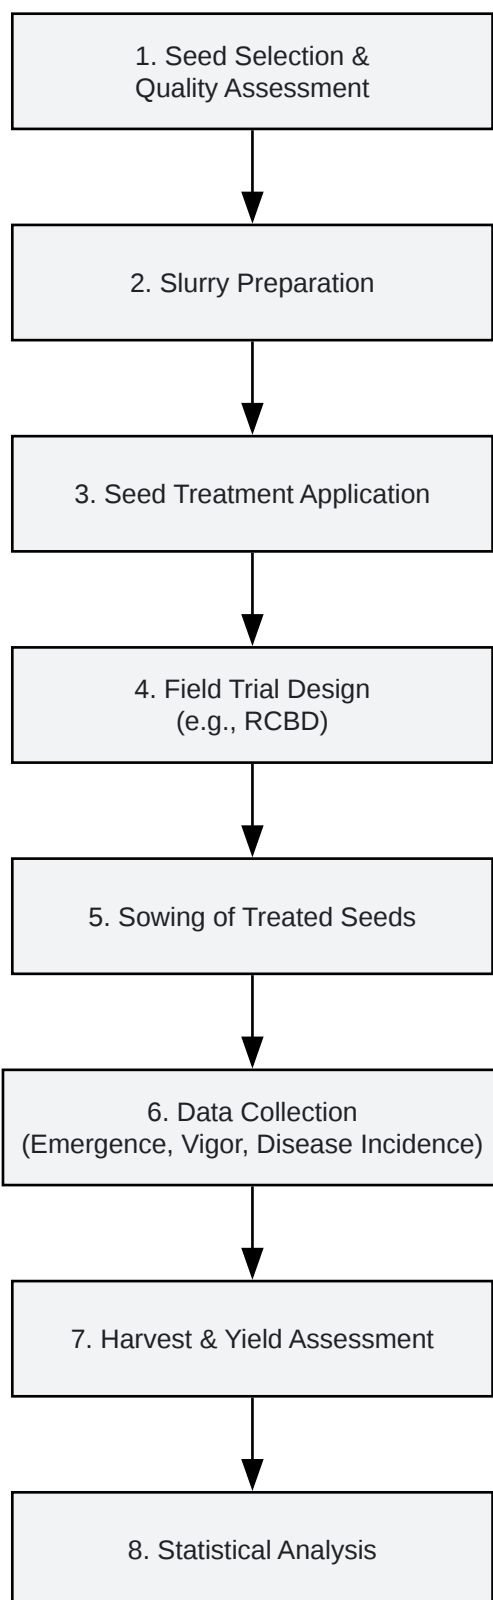 1. Seed Selection &
Quality Assessment
2. Slurry Preparation
3. Seed Treatment Application
4. Field Trial Design
(e.g., RCBD)
5. Sowing of Treated Seeds
6. Data Collection
(Emergence, Vigor, Disease Incidence)
7. Harvest & Yield Assessment
8. Statistical Analysis